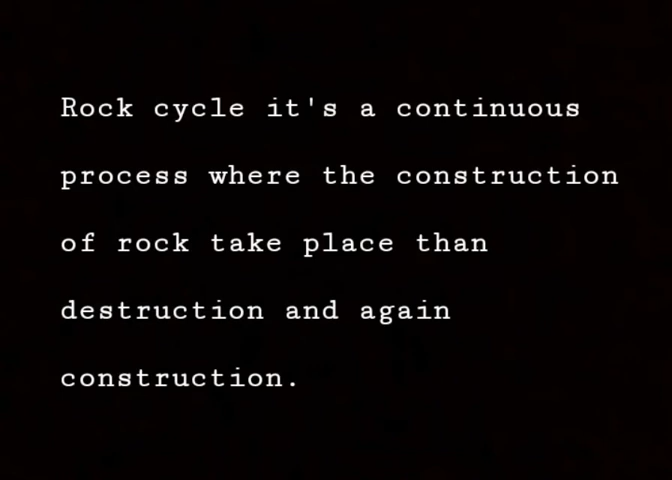 Rock cycle it's a continuous
process where the construction
of rock take place than
destruction and again
construction.